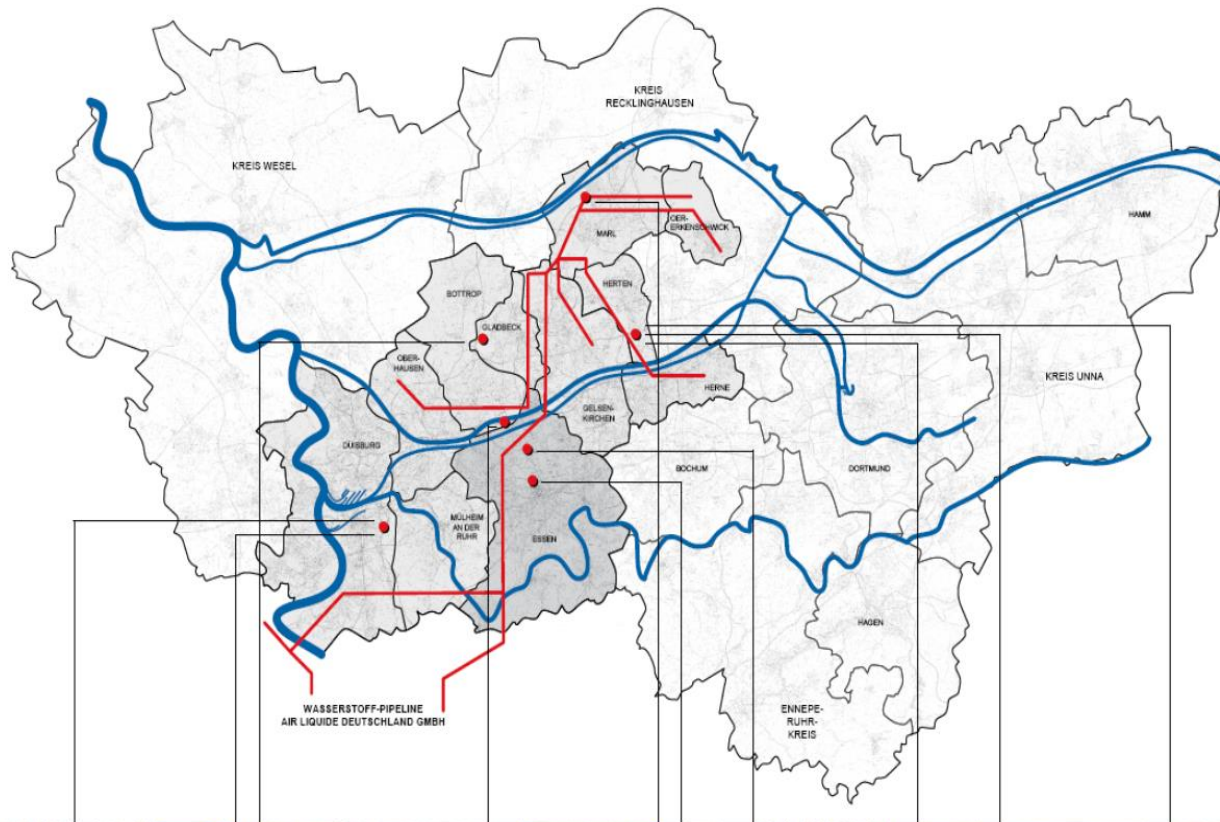 KREIS
RECKLINGHAUSEN
KREIS WESEL
HAMM
OER-
ERKENSCHWICK
MARL
HERTEN
BOTTROP
GLADBECK
OBER-
HAUSEN
KREIS UNNA
HERNE
GELSEN-
KIRCHEN
DUISBURG
BOCHUM
DORTMUND
MÜLHEIM
AN DER
RUHR
ESSEN
HAGEN
WASSERSTOFF-PIPELINE
AIR LIQUIDE DEUTSCHLAND GMBH
ENNEPE-
RUHR-
KREIS